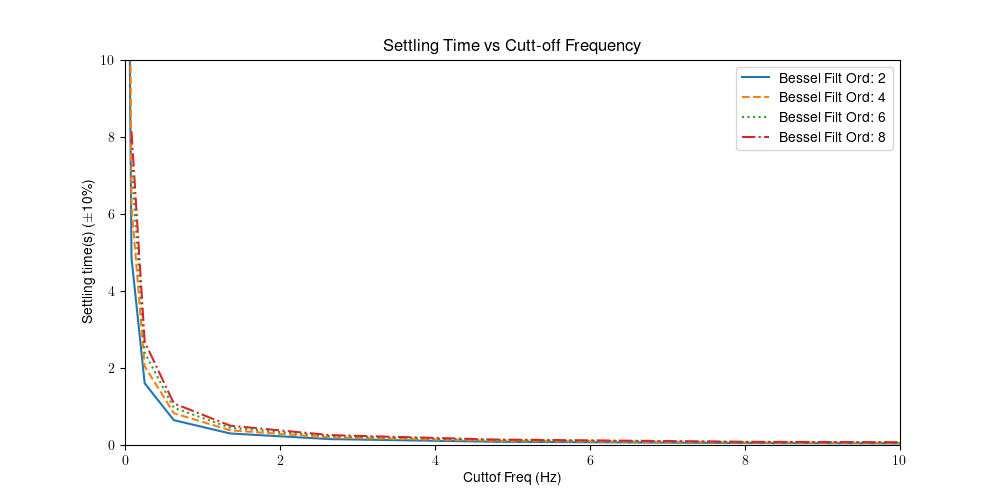 Settling Time vs Cutt-off Frequency
Bessel Filt Ord: 2
Bessel Filt Ord: 4
Bessel Filt Ord: 6
Bessel Filt Ord: 8
10
8
6
4
2
0
Settling time(s) (±10%)
0 2 4 6 8 10
Cuttof Freq (Hz)